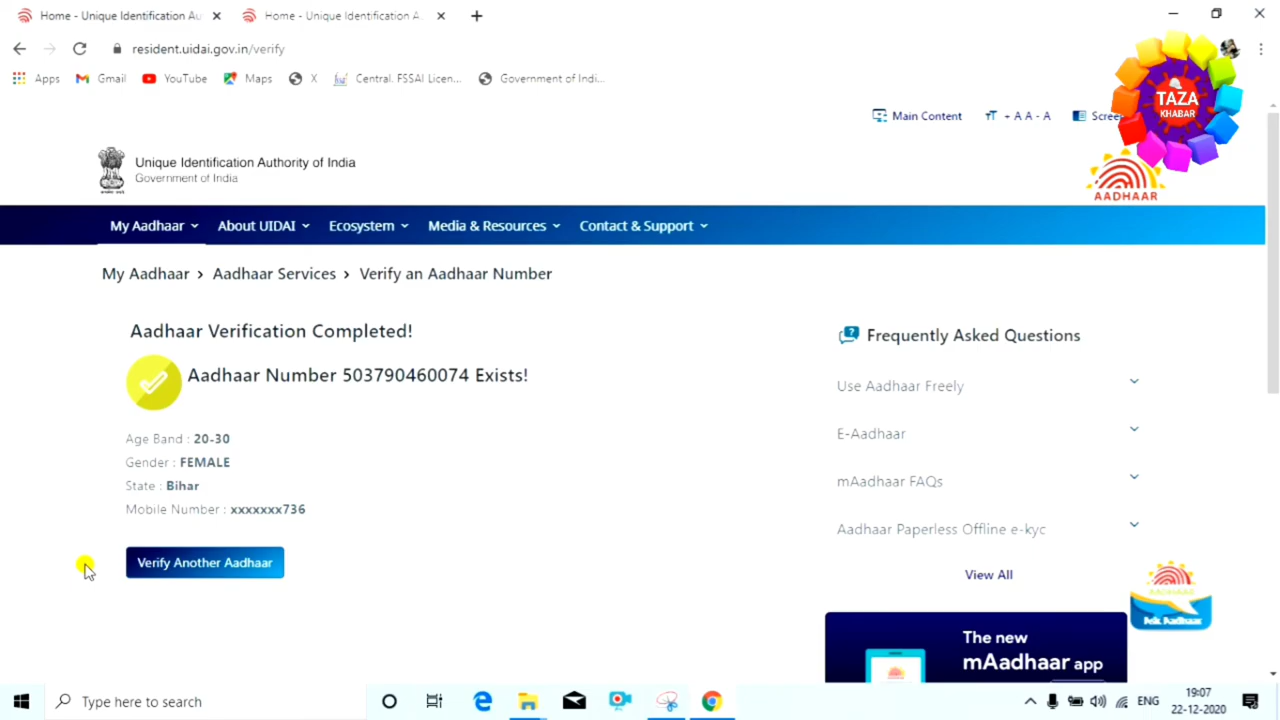 Home - Unique Identification Au
Home - Unique Identification A
resident.uidai.gov.in/verify
Apps
Gmail
YouTube
Maps
X
Central. FSSAI Licen...
Government of Indi...
TAZA
KHABAR
Main Content
TT + A A - A
Scree
Unique Identification Authority of India
Government of India
AADHAAR
My Aadhaar
About UIDAI
Ecosystem
Media & Resources
Contact & Support
My Aadhaar > Aadhaar Services > Verify an Aadhaar Number
Aadhaar Verification Completed!
Aadhaar Number 503790460074 Exists!
Age Band : 20-30
Gender : FEMALE
State : Bihar
Mobile Number : xxxxxxx736
Verify Another Aadhaar
Frequently Asked Questions
Use Aadhaar Freely
E-Aadhaar
mAadhaar FAQs
Aadhaar Paperless Offline e-kyc
View All
AADHAAR
The new
mAadhaar app
Type here to search
ENG
19:07
22-12-2020